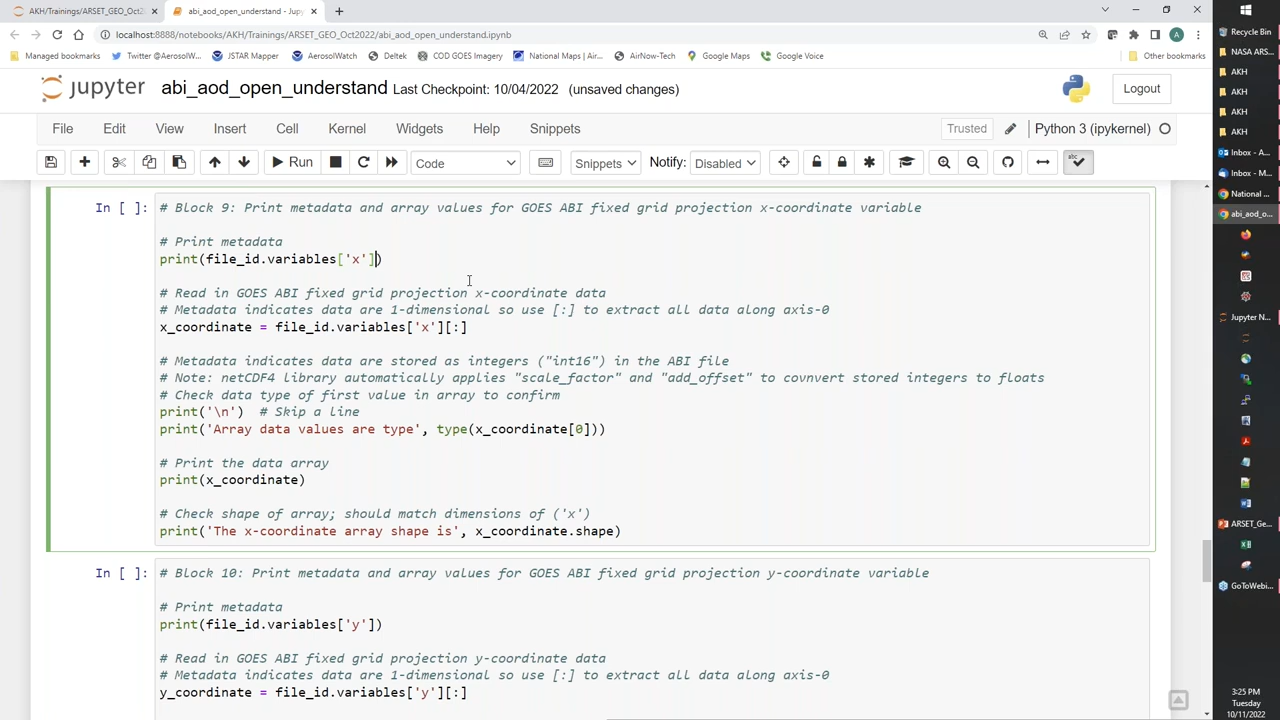 AKH/Trainings/ARSET_GEO_Oct2
abi_aod_open_understand - Jupy
localhost:8888/notebooks/AKH/Trainings/ARSET_GEO_Oct2022/abi_aod_open_understand.ipynb
Managed bookmarks
Twitter @AerosolW...
JSTAR Mapper
AerosolWatch
Deltek
COD GOGSurvey
National Maps | Air...
AirNow-Tech
Google Maps
Google Voice
Other bookmarks
jupyter abi_aod_open_understand Last Checkpoint: 10/04/2022 (unsaved changes)
Logout
File Edit View Insert Cell Kernel Widgets Help Snippets
Trusted
Python 3 (ipykernel)
Run
Code
Snippets
Notify: Disabled
abc
In [ ]:
# Block 9: Print metadata and array values for GOES ABI fixed grid projection x-coordinate variable
# Print metadata
print(file_id.variables['x'])
# Read in GOES ABI fixed grid projection x-coordinate data
# Metadata indicates data are 1-dimensional so use [:] to extract all data along axis-0
x_coordinate = file_id.variables['x'][:]
# Metadata indicates data are stored as integers ("int16") in the ABI file
# Note: netCDF4 library automatically applies "scale_factor" and "add_offset" to covnvert stored integers to floats
# Check data type of first value in array to confirm
print('\n')  # Skip a line
print('Array data values are type', type(x_coordinate[0]))
# Print the data array
print(x_coordinate)
# Check shape of array; should match dimensions of ('x')
print('The x-coordinate array shape is', x_coordinate.shape)
In [ ]:
# Block 10: Print metadata and array values for GOES ABI fixed grid projection y-coordinate variable
# Print metadata
print(file_id.variables['y'])
# Read in GOES ABI fixed grid projection y-coordinate data
# Metadata indicates data are 1-dimensional so use [:] to extract all data along axis-0
y_coordinate = file_id.variables['y'][:]
Recycle Bin
NASA ARS...
AKH
AKH
AKH
AKH
Inbox - A...
Inbox - M...
National ...
abi_aod_o...
Jupyter N...
ARSET_Ge...
GoToWebi...
3:25 PM
Tuesday
10/11/2022